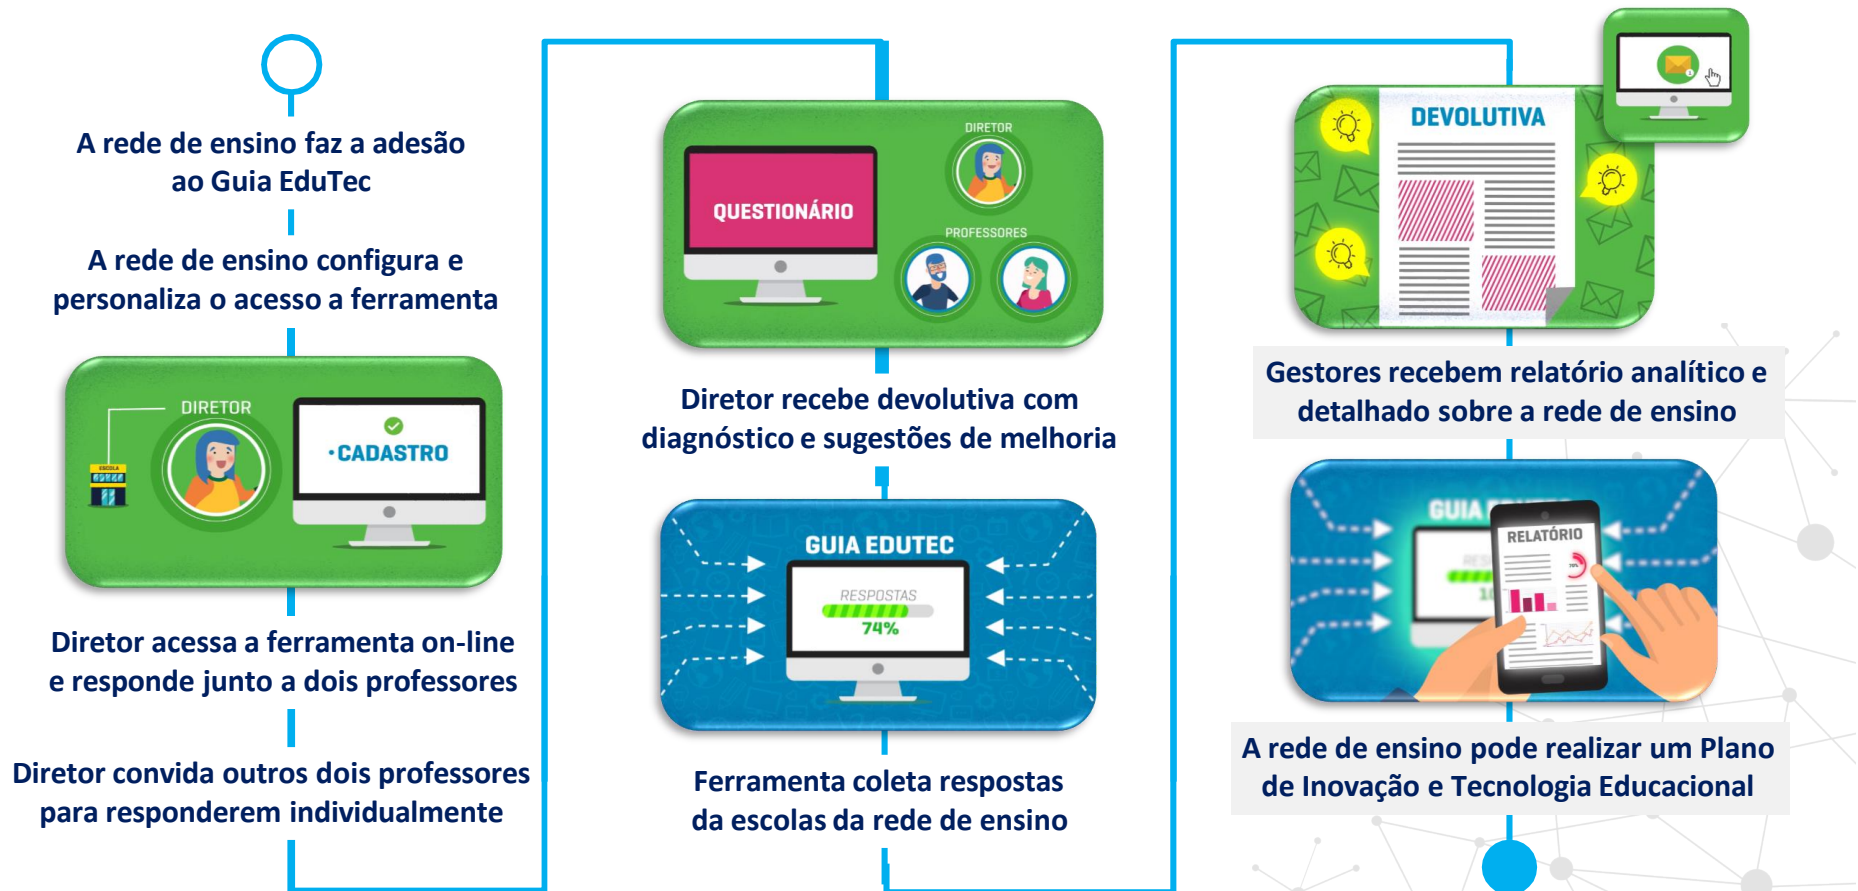 A rede de ensino faz a adesão
ao Guia EduTec
A rede de ensino configura e
personaliza o acesso a ferramenta
DIRETOR
ESCOLA
•CADASTRO
Diretor acessa a ferramenta on-line
e responde junto a dois professores
Diretor convida outros dois professores
para responderem individualmente
DIRETOR
QUESTIONÁRIO
PROFESSORES
Diretor recebe devolutiva com
diagnóstico e sugestões de melhoria
GUIA EDUTEC
RESPOSTAS
74%
Ferramenta coleta respostas
da escolas da rede de ensino
1
DEVOLUTIVA
Gestores recebem relatório analítico e
detalhado sobre a rede de ensino
GUIA
RELATÓRIO
A rede de ensino pode realizar um Plano
de Inovação e Tecnologia Educacional